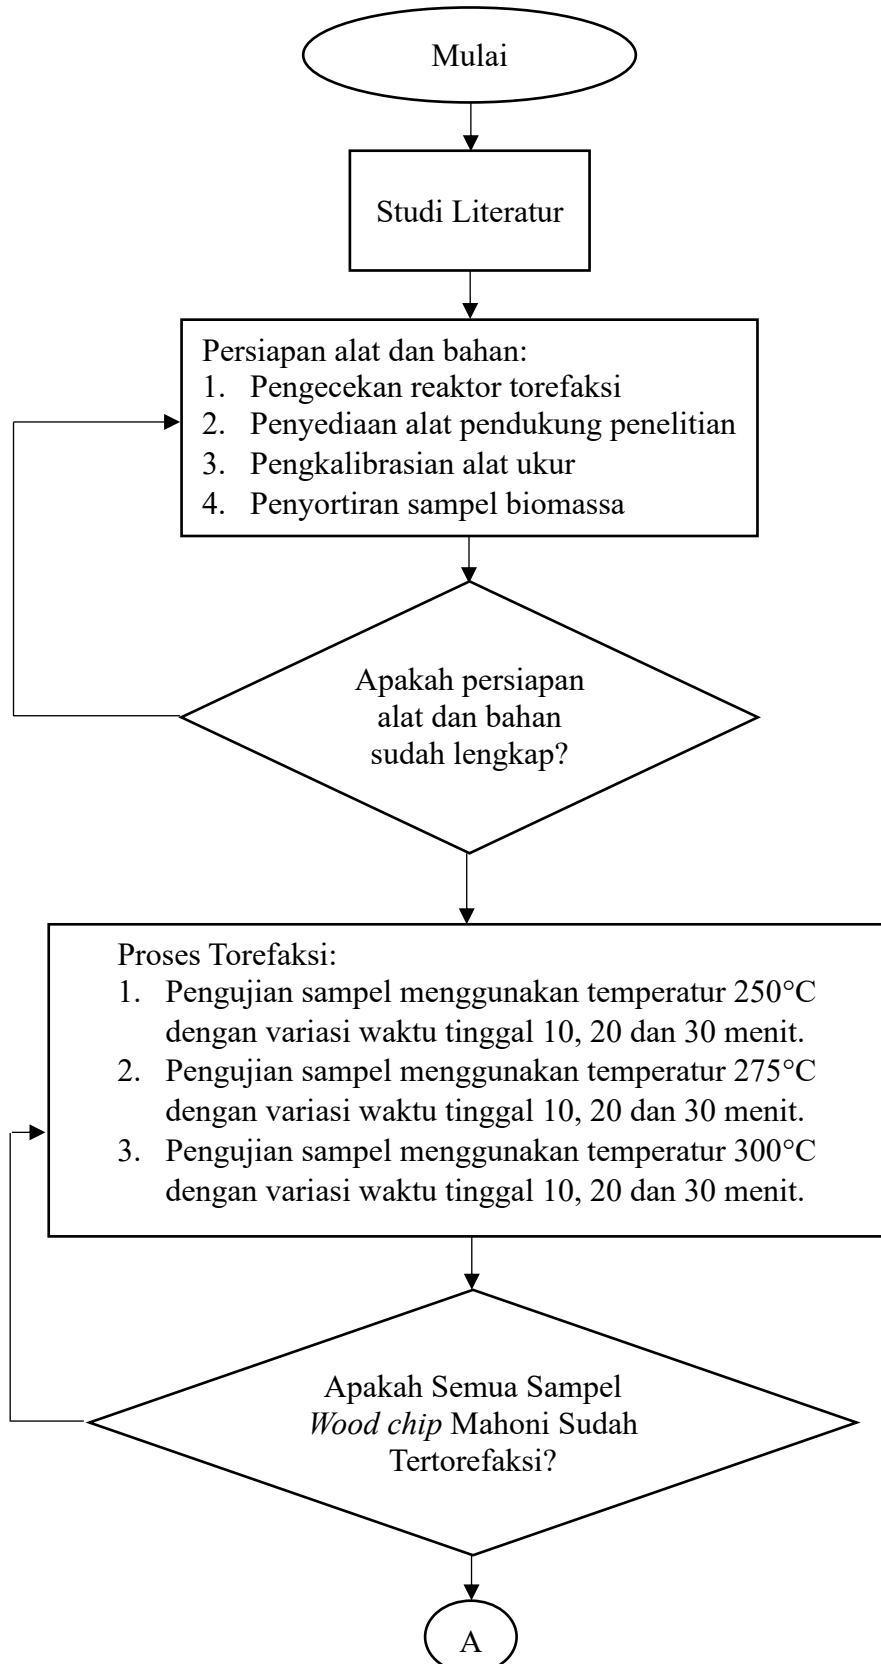 Mulai
Studi Literatur
Persiapan alat dan bahan:
1. Pengecekan reaktor torefaksi
2. Penyediaan alat pendukung penelitian
3. Pengkalibrasian alat ukur
4. Penyortiran sampel biomassa
Apakah persiapan
alat dan bahan
sudah lengkap?
Proses Torefaksi:
1. Pengujian sampel menggunakan temperatur 250°C
dengan variasi waktu tinggal 10, 20 dan 30 menit.
2. Pengujian sampel menggunakan temperatur 275°C
dengan variasi waktu tinggal 10, 20 dan 30 menit.
3. Pengujian sampel menggunakan temperatur 300°C
dengan variasi waktu tinggal 10, 20 dan 30 menit.
Apakah Semua Sampel
Wood chip Mahoni Sudah
Tertorefaksi?
A